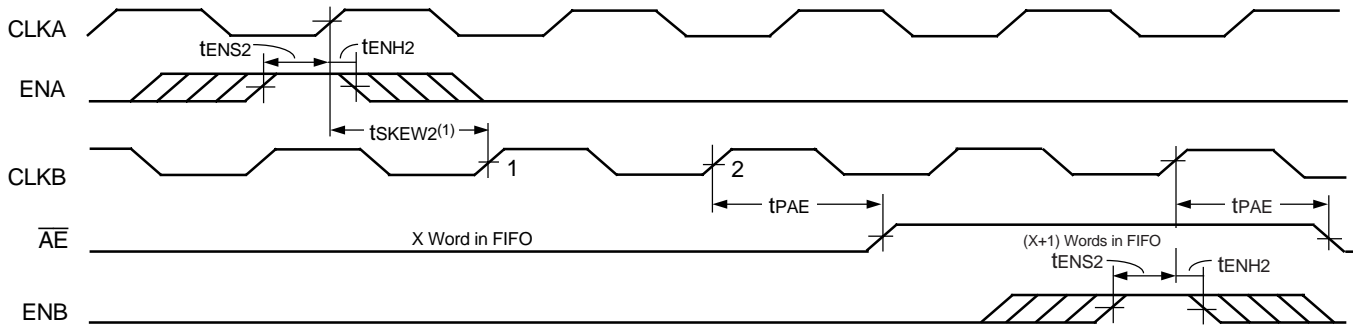 CLKA
tENS2
tENH2
ENA
tSKEW2(1)
CLKB
1
2
tPAE
tPAE
AE
X Word in FIFO
(X+1) Words in FIFO
tENS2
tENH2
ENB